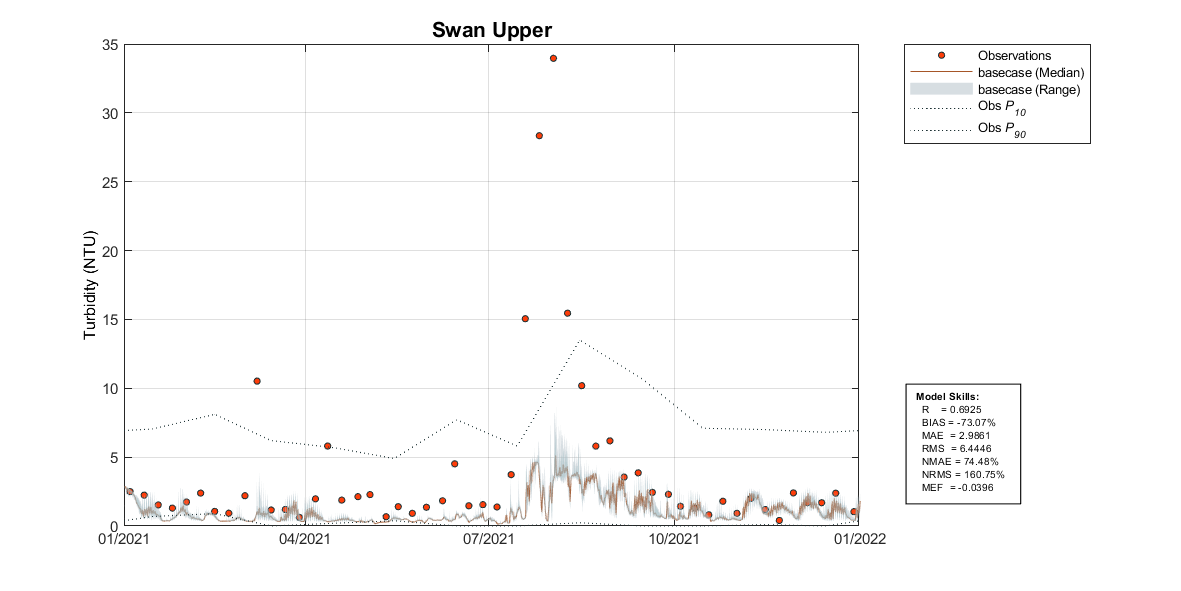 Swan Upper
35
30
25
20
15
10
5
0
Turbidity (NTU)
01/2021
04/2021
07/2021
10/2021
01/2022
Observations
basecase (Median)
basecase (Range)
Obs P10
Obs P90
Model Skills:
R = 0.6925
BIAS = -73.07%
MAE = 2.9861
RMS = 6.4446
NMAE = 74.48%
NRMS = 160.75%
MEF = -0.0396